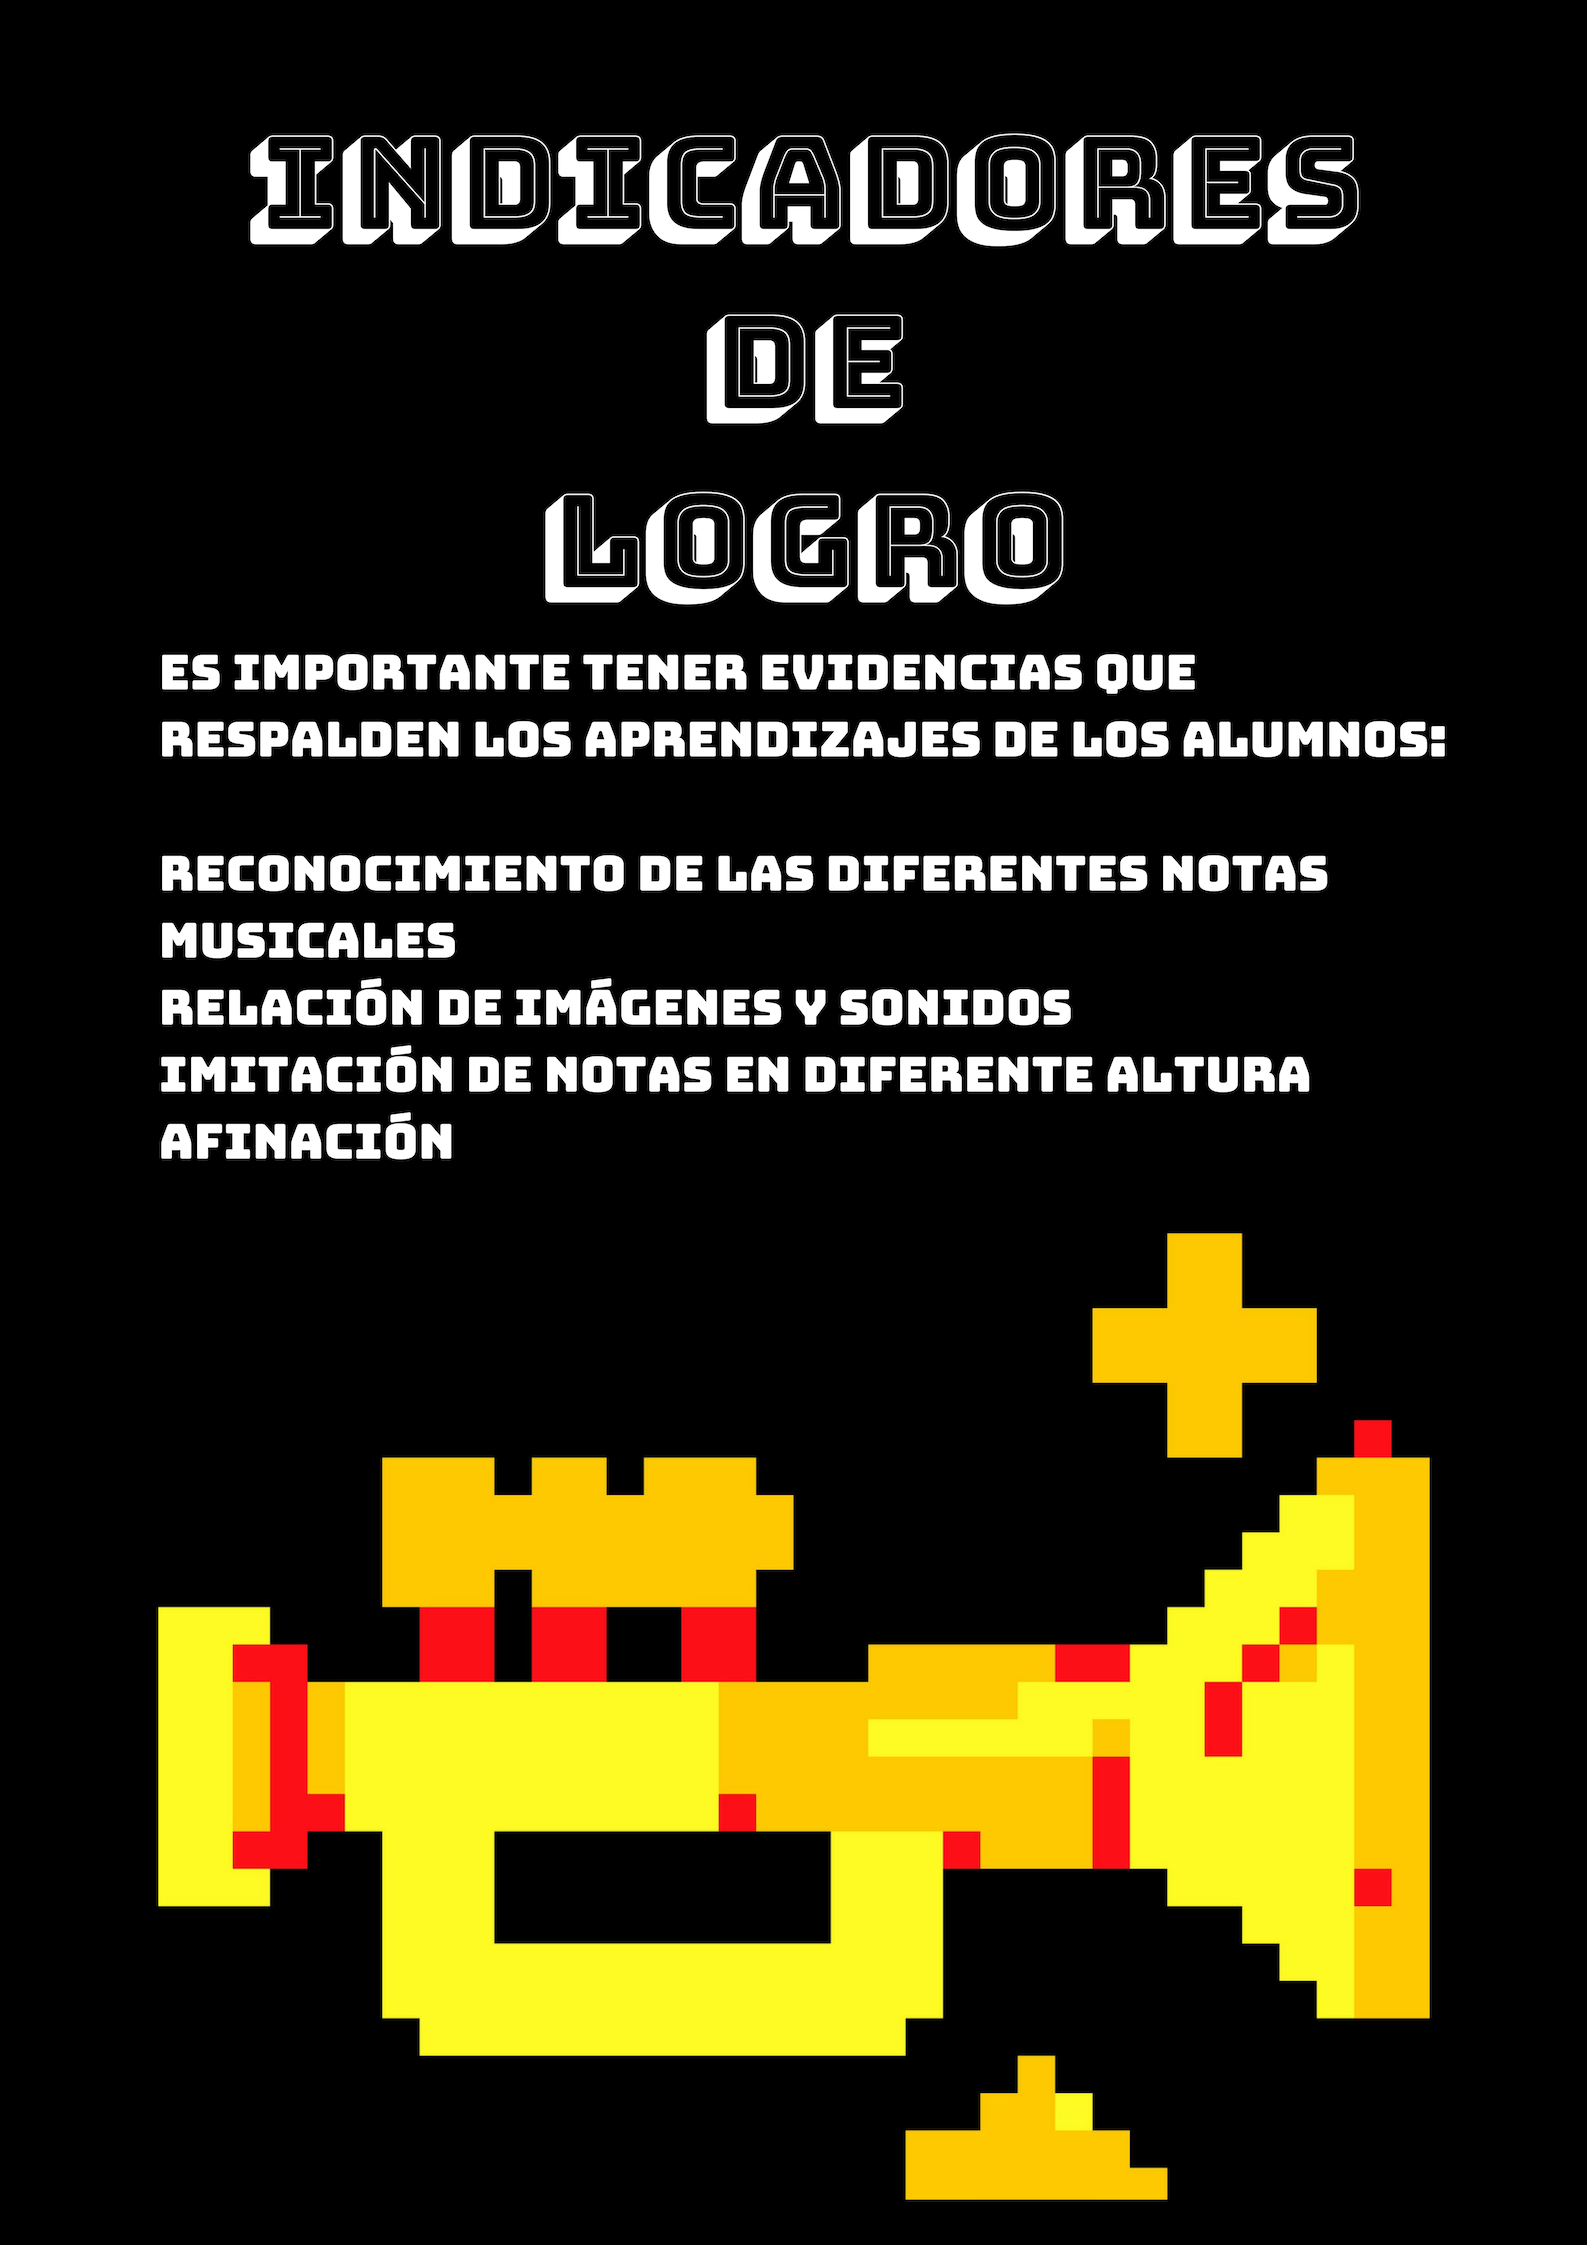 INDICADORES
DE
LOGRO
ES IMPORTANTE TENER EVIDENCIAS QUE
RESPALDEN LOS APRENDIZAJES DE LOS ALUMNOS:
RECONOCIMIENTO DE LAS DIFERENTES NOTAS
MUSICALES
RELACIÓN DE IMÁGENES Y SONIDOS
IMITACIÓN DE NOTAS EN DIFERENTE ALTURA
AFINACIÓN